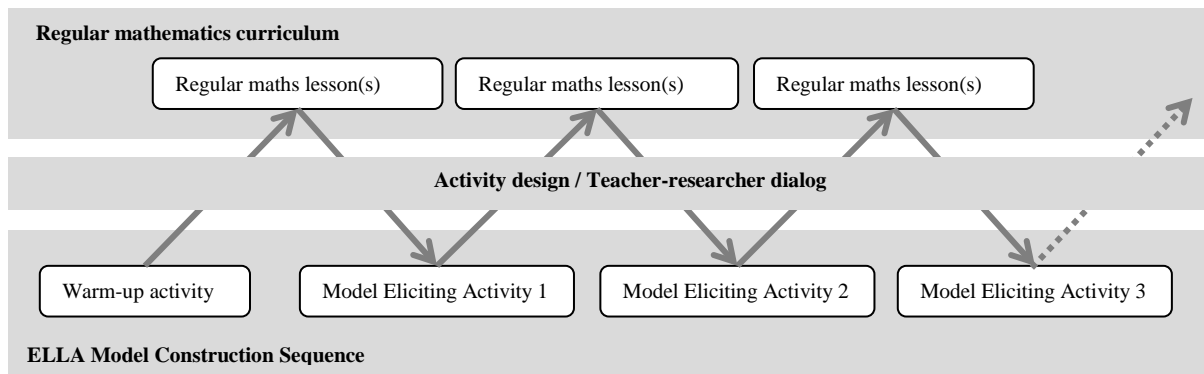 Regular mathematics curriculum
Regular maths lesson(s)
Regular maths lesson(s)
Regular maths lesson(s)
Activity design / Teacher-researcher dialog
Warm-up activity
Model Eliciting Activity 1
Model Eliciting Activity 2
Model Eliciting Activity 3
ELLA Model Construction Sequence